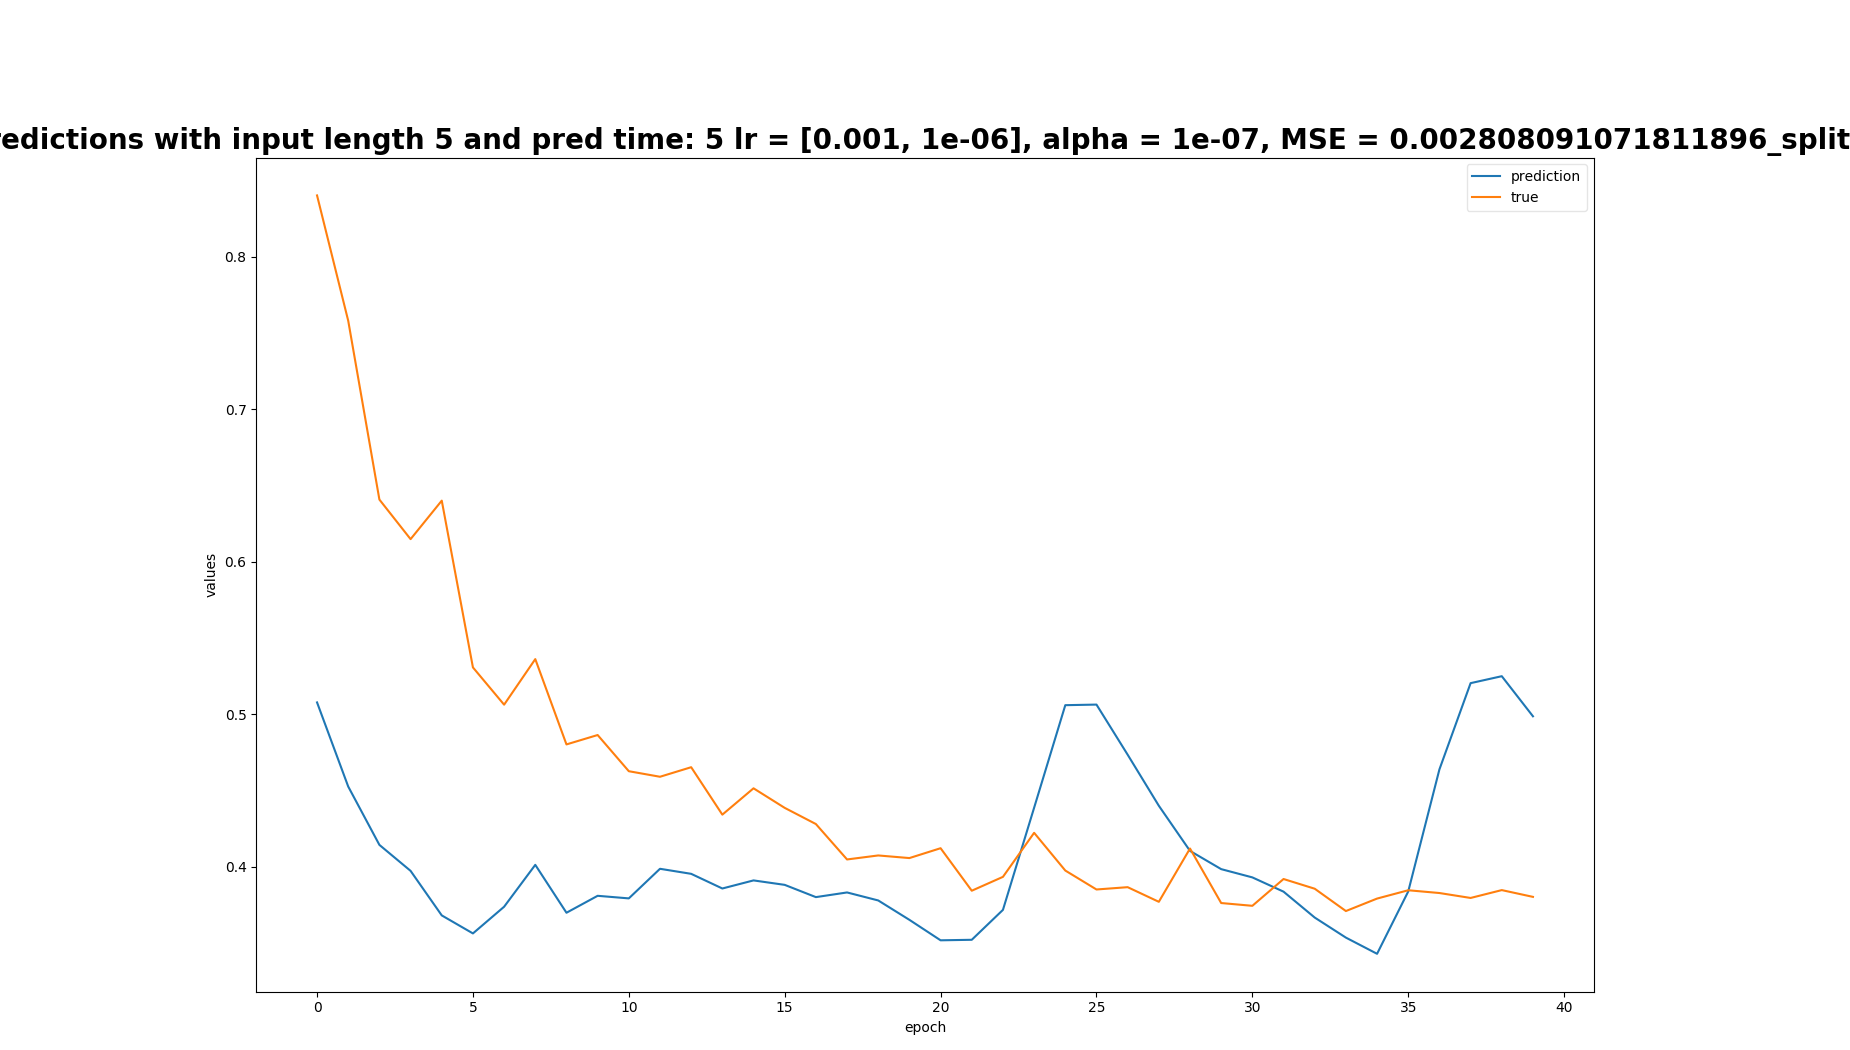 redictions with input length 5 and pred time: 5 lr = [0.001, 1e-06], alpha = 1e-07, MSE = 0.002808091071811896_split
prediction
true
0.8
0.7
0.6
0.5
0.4
values
0 5 10 15 20 25 30 35 40
epoch